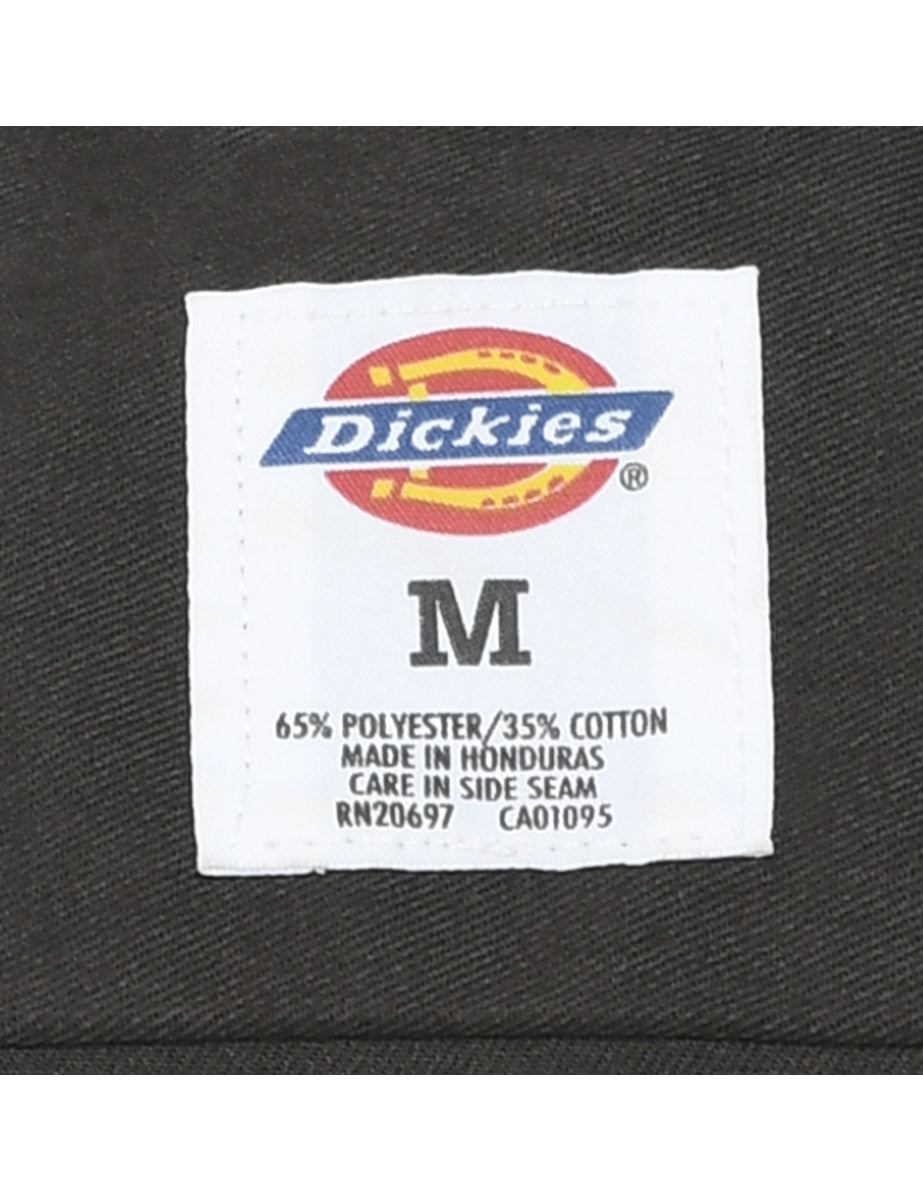 Dickies
®
M
65% POLYESTER/35% COTTON
MADE IN HONDURAS
CARE IN SIDE SEAM
RN20697 CA01095